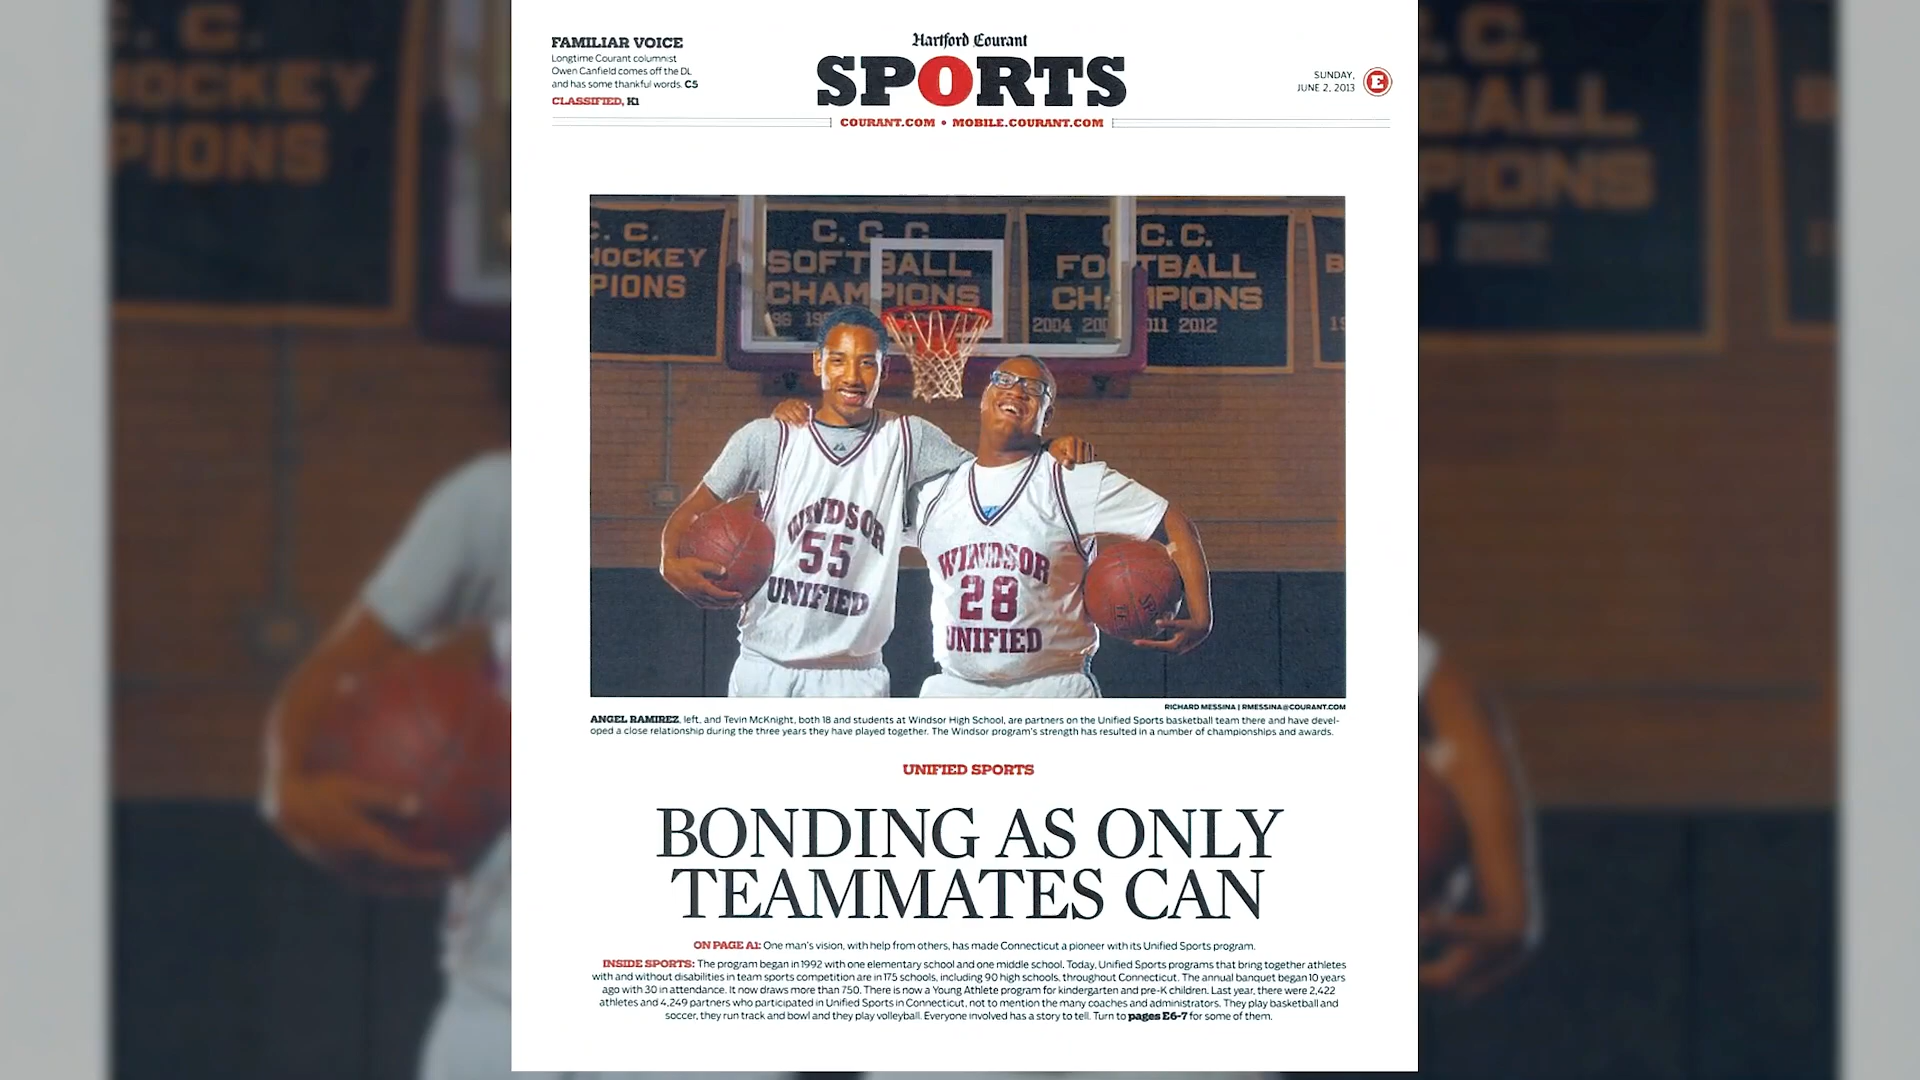 FAMILIAR VOICE
Longtime Courant columnist
Owen Canfield comes off the DL
and has some thankful words. C5
CLASSIFIED, K1
Hartford Courant
SPORTS
COURANT.COM • MOBILE.COURANT.COM
SUNDAY,
JUNE 2, 2013
E
C. C.
HOCKEY
PIONS
C. C. C.
SOFTBALL
CHAMPIONS
C. C.
FOOTBALL
CHAMPIONS
2004 2011 2012
WINDSOR
55
UNIFIED
WINDSOR
28
UNIFIED
RICHARD MESSINA | RMESSINA@COURANT.COM
ANGEL RAMIREZ, left, and Tevin McKnight, both 18 and students at Windsor High School, are partners on the Unified Sports basketball team there and have devel-
oped a close relationship during the three years they have played together. The Windsor program's strength has resulted in a number of championships and awards.
UNIFIED SPORTS
BONDING AS ONLY
TEAMMATES CAN
ON PAGE A1: One man's vision, with help from others, has made Connecticut a pioneer with its Unified Sports program.
INSIDE SPORTS: The program began in 1992 with one elementary school and one middle school. Today, Unified Sports programs that bring together athletes
with and without disabilities in team sports competition are in 175 schools, including 90 high schools, throughout Connecticut. The annual banquet began 10 years
ago with 30 in attendance. It now draws more than 750. There is now a Young Athlete program for kindergarten and pre-K children. Last year, there were 2,422
athletes and 4,249 partners who participated in Unified Sports in Connecticut, not to mention the many coaches and administrators. They play basketball and
soccer, they run track and bowl and they play volleyball. Everyone involved has a story to tell. Turn to pages E6-7 for some of them.